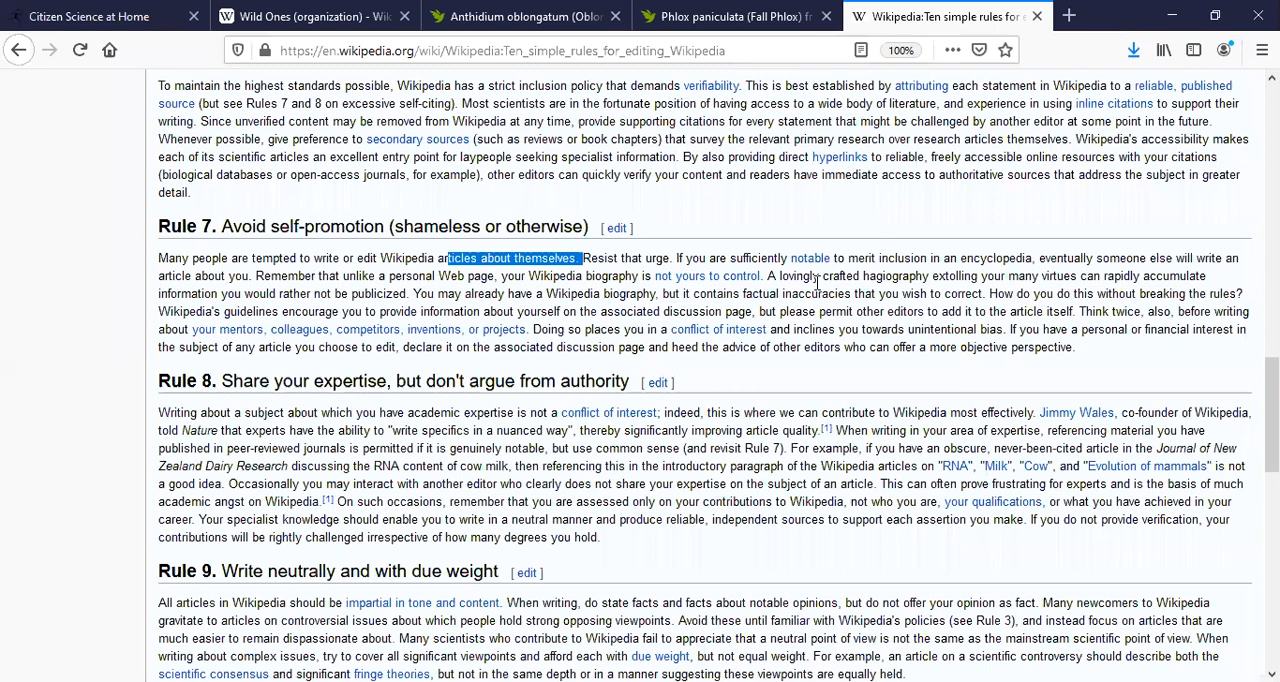 Citizen Science at Home
Wild Ones (organization) - Wik
Anthidium oblongatum (Oblor
Phlox paniculata (Fall Phlox) fr
Wikipedia:Ten simple rules for e
https://en.wikipedia.org/wiki/Wikipedia:Ten_simple_rules_for_editing_Wikipedia
100%
To maintain the highest standards possible, Wikipedia has a strict inclusion policy that demands verifiability. This is best established by attributing each statement in Wikipedia to a reliable, published
source (but see Rules 7 and 8 on excessive self-citing). Most scientists are in the fortunate position of having access to a wide body of literature, and experience in using inline citations to support their
writing. Since unverified content may be removed from Wikipedia at any time, provide supporting citations for every statement that might be challenged by another editor at some point in the future.
Whenever possible, give preference to secondary sources (such as reviews or book chapters) that survey the relevant primary research over research articles themselves. Wikipedia's accessibility makes
each of its scientific articles an excellent entry point for laypeople seeking specialist information. By also providing direct hyperlinks to reliable, freely accessible online resources with your citations
(biological databases or open-access journals, for example), other editors can quickly verify your content and readers have immediate access to authoritative sources that address the subject in greater
detail.
Rule 7. Avoid self-promotion (shameless or otherwise) [ edit ]
Many people are tempted to write or edit Wikipedia articles about themselves. Resist that urge. If you are sufficiently notable to merit inclusion in an encyclopedia, eventually someone else will write an
article about you. Remember that unlike a personal Web page, your Wikipedia biography is not yours to control. A lovingly crafted hagiography extolling your many virtues can rapidly accumulate
information you would rather not be publicized. You may already have a Wikipedia biography, but it contains factual inaccuracies that you wish to correct. How do you do this without breaking the rules?
Wikipedia's guidelines encourage you to provide information about yourself on the associated discussion page, but please permit other editors to add it to the article itself. Think twice, also, before writing
about your mentors, colleagues, competitors, inventions, or projects. Doing so places you in a conflict of interest and inclines you towards unintentional bias. If you have a personal or financial interest in
the subject of any article you choose to edit, declare it on the associated discussion page and heed the advice of other editors who can offer a more objective perspective.
Rule 8. Share your expertise, but don't argue from authority [ edit ]
Writing about a subject about which you have academic expertise is not a conflict of interest; indeed, this is where we can contribute to Wikipedia most effectively. Jimmy Wales, co-founder of Wikipedia,
told Nature that experts have the ability to "write specifics in a nuanced way", thereby significantly improving article quality.[1] When writing in your area of expertise, referencing material you have
published in peer-reviewed journals is permitted if it is genuinely notable, but use common sense (and revisit Rule 7). For example, if you have an obscure, never-been-cited article in the Journal of New
Zealand Dairy Research discussing the RNA content of cow milk, then referencing this in the introductory paragraph of the Wikipedia articles on "RNA", "Milk", "Cow", and "Evolution of mammals" is not
a good idea. Occasionally you may interact with another editor who clearly does not share your expertise on the subject of an article. This can often prove frustrating for experts and is the basis of much
academic angst on Wikipedia.[1] On such occasions, remember that you are assessed only on your contributions to Wikipedia, not who you are, your qualifications, or what you have achieved in your
career. Your specialist knowledge should enable you to write in a neutral manner and produce reliable, independent sources to support each assertion you make. If you do not provide verification, your
contributions will be rightly challenged irrespective of how many degrees you hold.
Rule 9. Write neutrally and with due weight [ edit ]
All articles in Wikipedia should be impartial in tone and content. When writing, do state facts and facts about notable opinions, but do not offer your opinion as fact. Many newcomers to Wikipedia
gravitate to articles on controversial issues about which people hold strong opposing viewpoints. Avoid these until familiar with Wikipedia's policies (see Rule 3), and instead focus on articles that are
much easier to remain dispassionate about. Many scientists who contribute to Wikipedia fail to appreciate that a neutral point of view is not the same as the mainstream scientific point of view. When
writing about complex issues, try to cover all significant viewpoints and afford each with due weight, but not equal weight. For example, an article on a scientific controversy should describe both the
scientific consensus and significant fringe theories, but not in the same depth or in a manner suggesting these viewpoints are equally held.